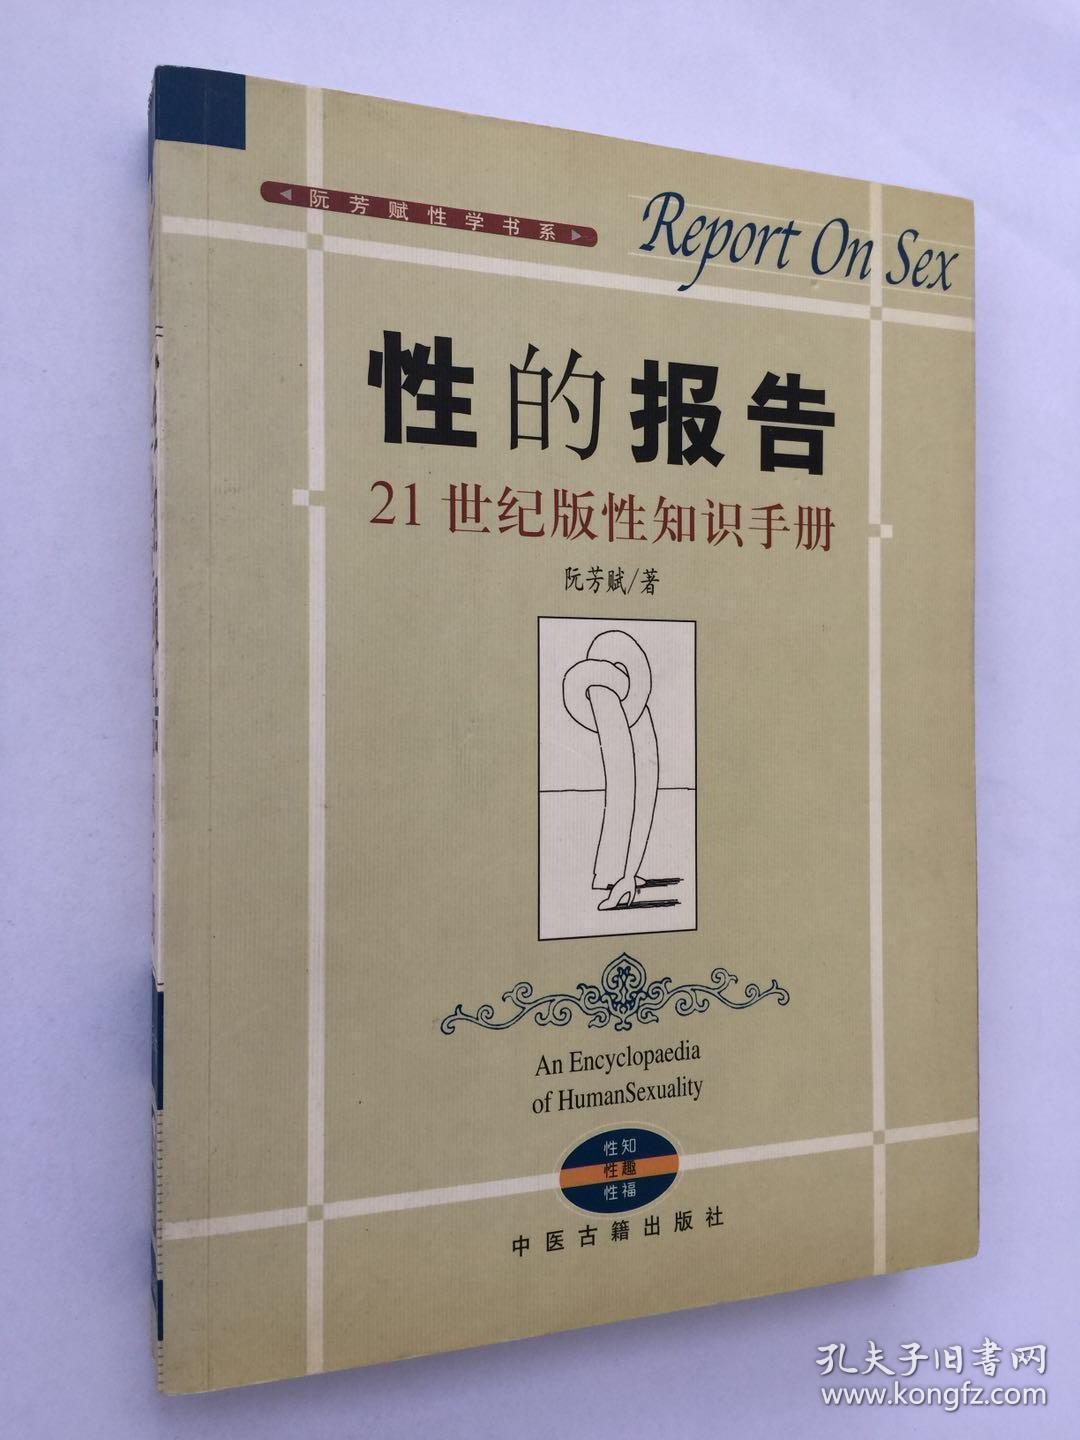 阮芳赋性学书系
Report On Sex
性的报告
21世纪版性知识手册
阮芳赋/著
An Encyclopaedia
of HumanSexuality
性知
性趣
性福
中医古籍出版社
孔夫子旧書网
www.kongfz.com